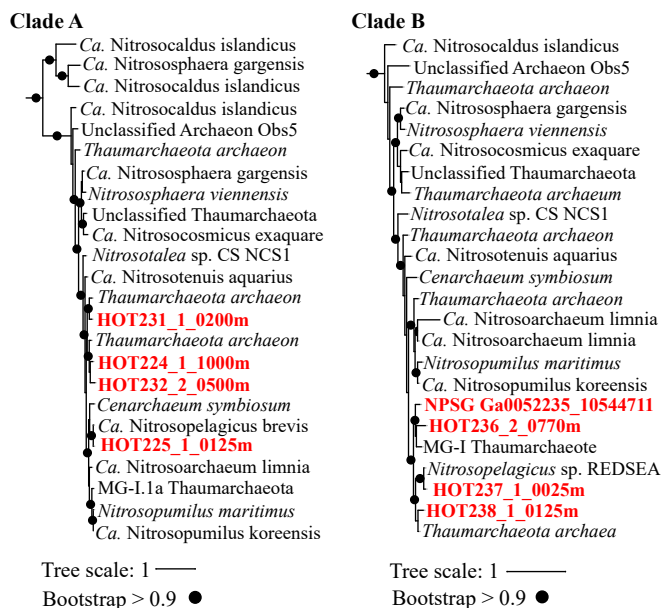 Clade A
Ca. Nitrosocaldus islandicus
Ca. Nitrososphaera gargensis
Ca. Nitrosocaldus islandicus
Ca. Nitrosocaldus islandicus
Unclassified Archaeon Obs5
Thaumarchaeota archaeon
Ca. Nitrososphaera gargensis
Nitrososphaera viennensis
Unclassified Thaumarchaeota
Ca. Nitrosocosmicus exaquare
Nitrosotalea sp. CS NCS1
Ca. Nitrosotenuis aquarius
Thaumarchaeota archaeon
HOT231_1_0200m
Thaumarchaeota archaeon
HOT224_1_1000m
HOT232_2_0500m
Cenarchaeum symbiosum
Ca. Nitrosopelagicus brevis
HOT225_1_0125m
Ca. Nitrosoarchaeum limnia
MG-I.1a Thaumarchaeota
Nitrosopumilus maritimus
Ca. Nitrosopumilus koreensis
Tree scale: 1
Bootstrap > 0.9
Clade B
Ca. Nitrosocaldus islandicus
Unclassified Archaeon Obs5
Thaumarchaeota archaeon
Ca. Nitrososphaera gargensis
Nitrososphaera viennensis
Ca. Nitrosocosmicus exaquare
Unclassified Thaumarchaeota
Thaumarchaeota archaeum
Nitrosotalea sp. CS NCS1
Thaumarchaeota archaeon
Ca. Nitrosotenuis aquarius
Cenarchaeum symbiosum
Thaumarchaeota archaeon
Ca. Nitrosoarchaeum limnia
Ca. Nitrosoarchaeum limnia
Nitrosopumilus maritimus
Ca. Nitrosopumilus koreensis
NPSG Ga0052235_10544711
HOT236_2_0770m
MG-I Thaumarchaeote
Nitrosopelagicus sp. REDSEA
HOT237_1_0025m
HOT238_1_0125m
Thaumarchaeota archaea
Tree scale: 1
Bootstrap > 0.9